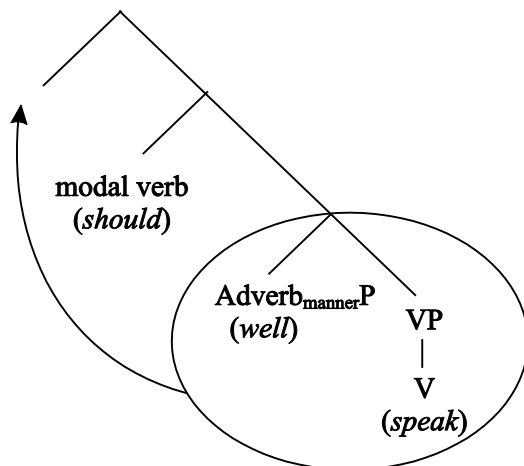 modal verb
(should)
Adverb_mannerP
(well)
VP
V
(speak)